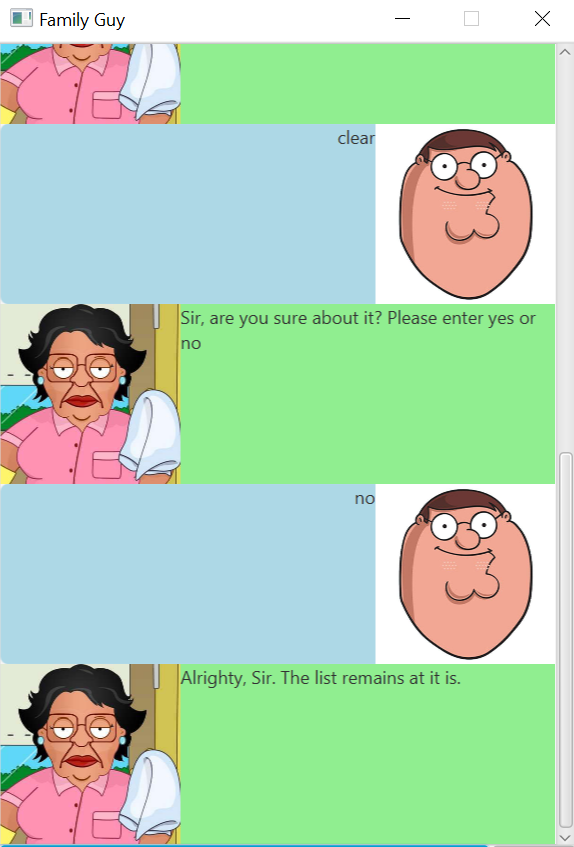 Family Guy
clear
Sir, are you sure about it? Please enter yes or
no
no
Alrighty, Sir. The list remains at it is.